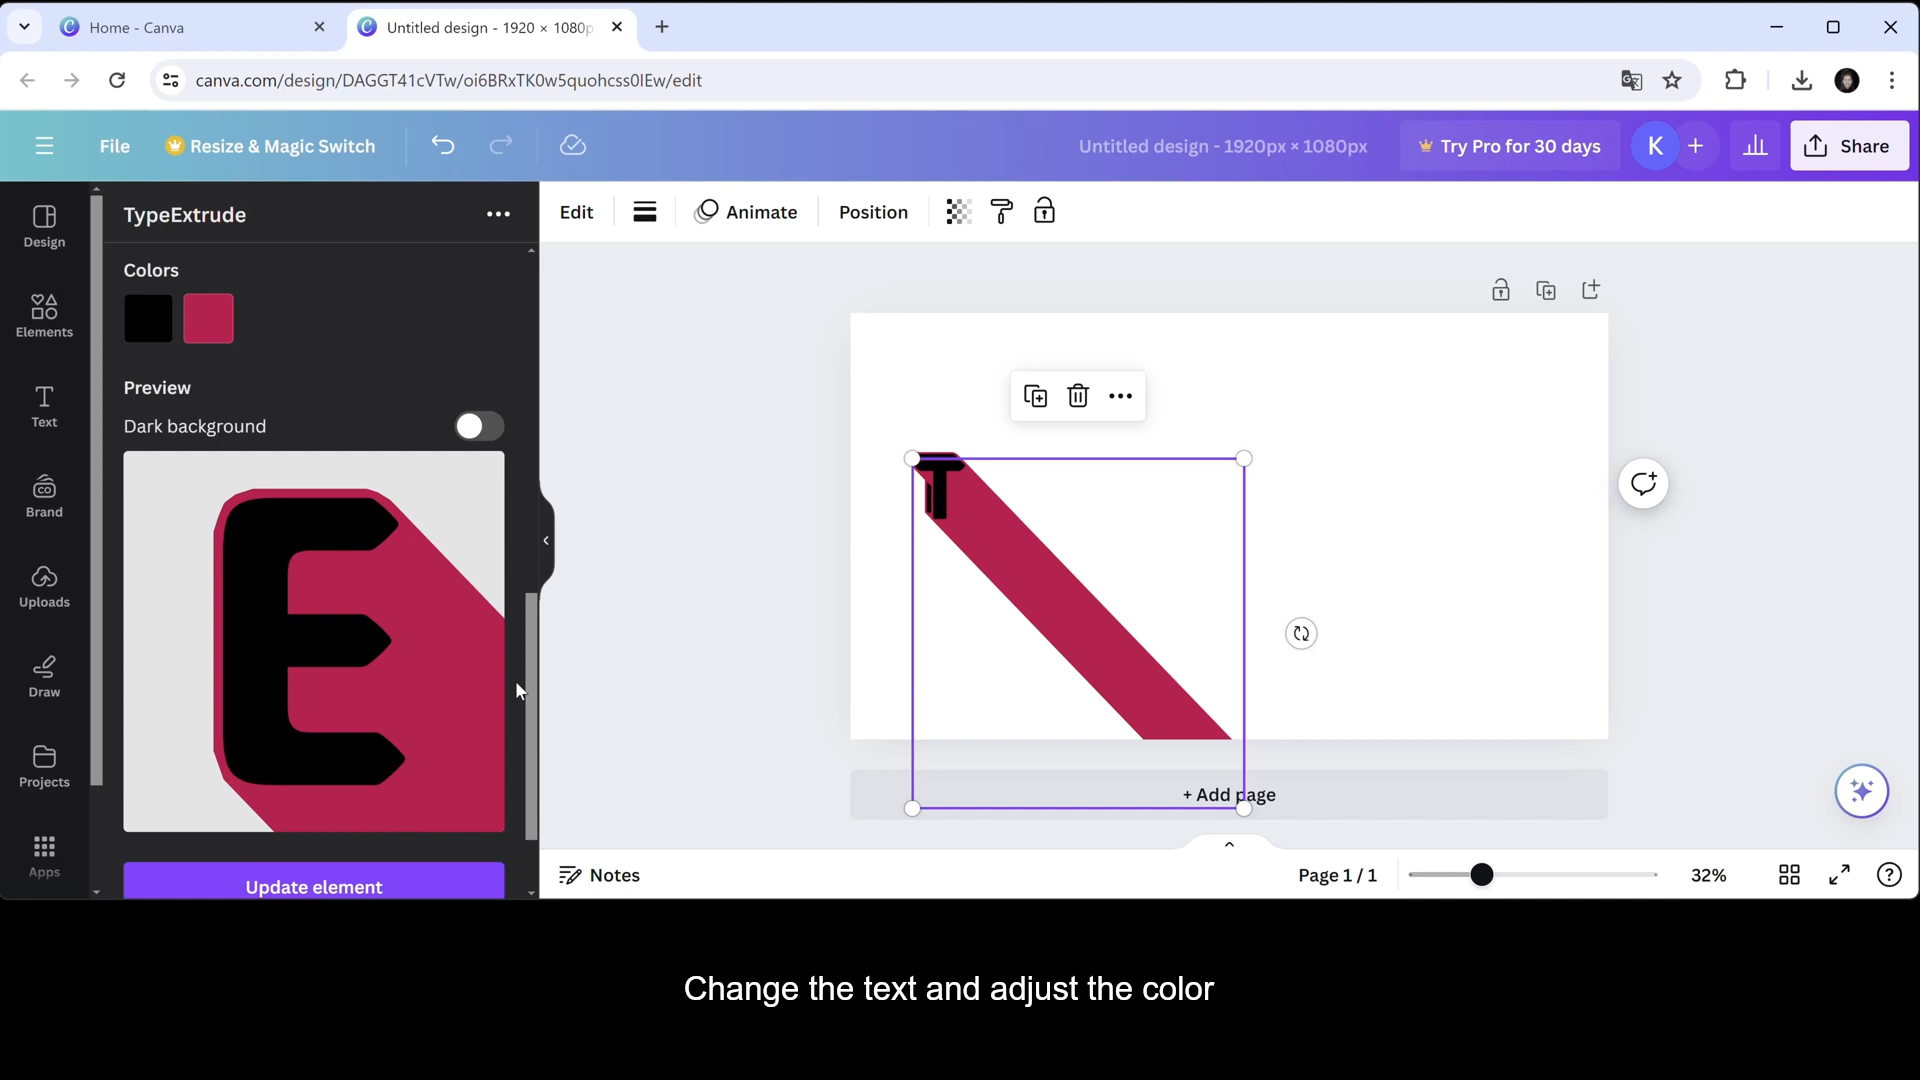 Home - Canva
Untitled design - 1920 × 1080p
canva.com/design/DAGGT41cVTw/oi6BRxTK0w5quohcss0IEw/edit
File
Resize & Magic Switch
Untitled design - 1920px × 1080px
Try Pro for 30 days
K
Share
Design
Elements
Text
Brand
Uploads
Draw
Projects
Apps
TypeExtrude
Colors
Preview
Dark background
E
Update element
Edit
Animate
Position
T
+ Add page
Notes
Page 1 / 1
32%
Change the text and adjust the color